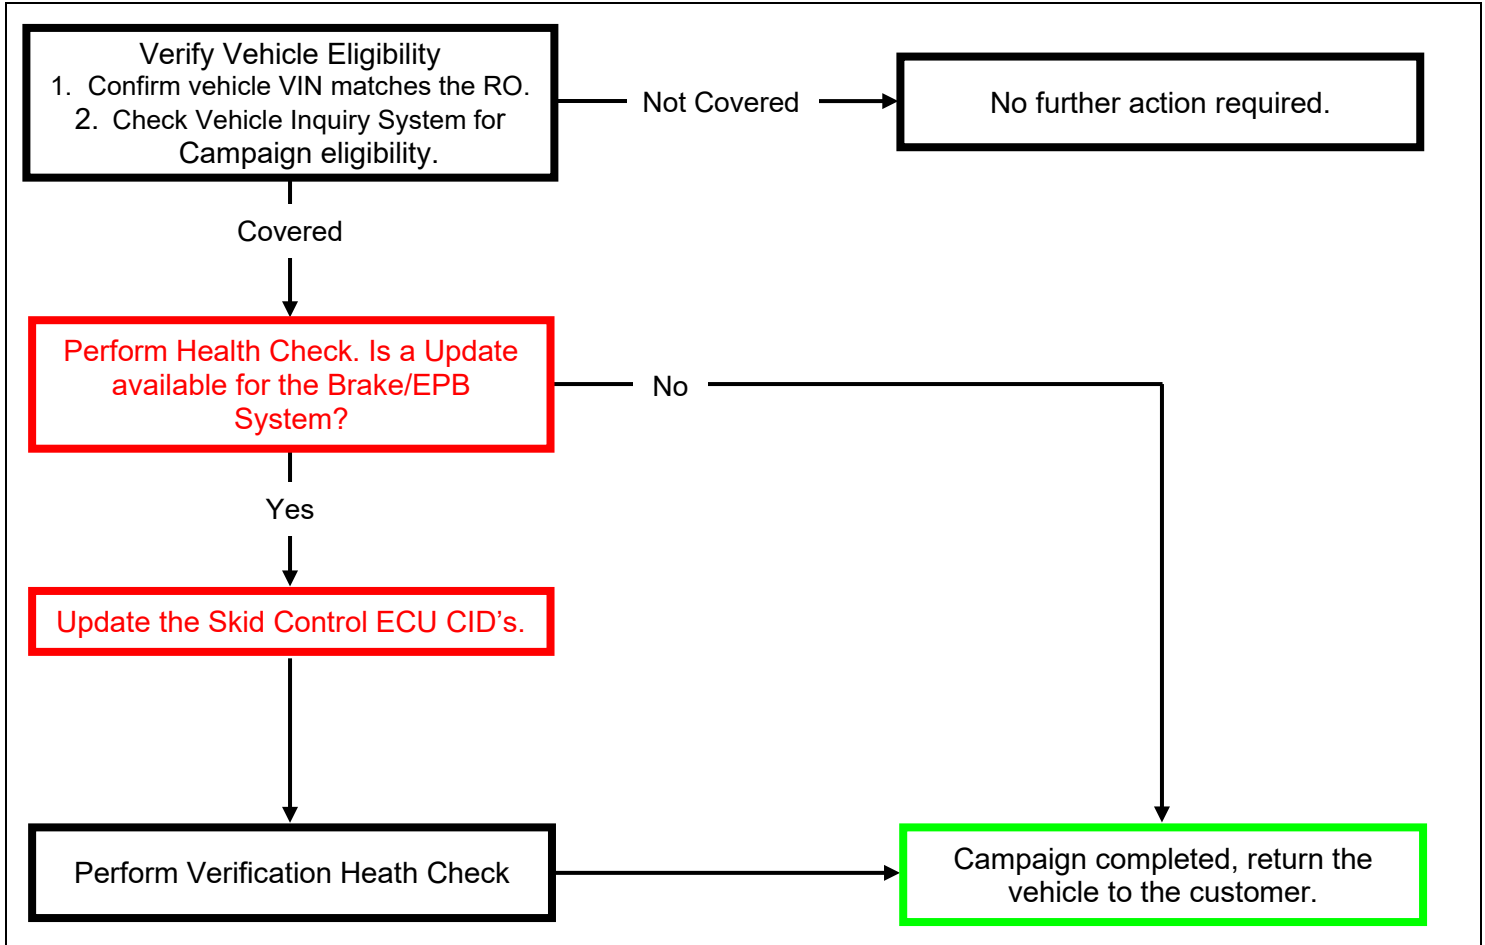 Verify Vehicle Eligibility
1. Confirm vehicle VIN matches the RO.
2. Check Vehicle Inquiry System for
Campaign eligibility.
Not Covered
No further action required.
Covered
Perform Health Check. Is a Update
available for the Brake/EPB
System?
No
Yes
Update the Skid Control ECU CID’s.
Perform Verification Heath Check
Campaign completed, return the
vehicle to the customer.